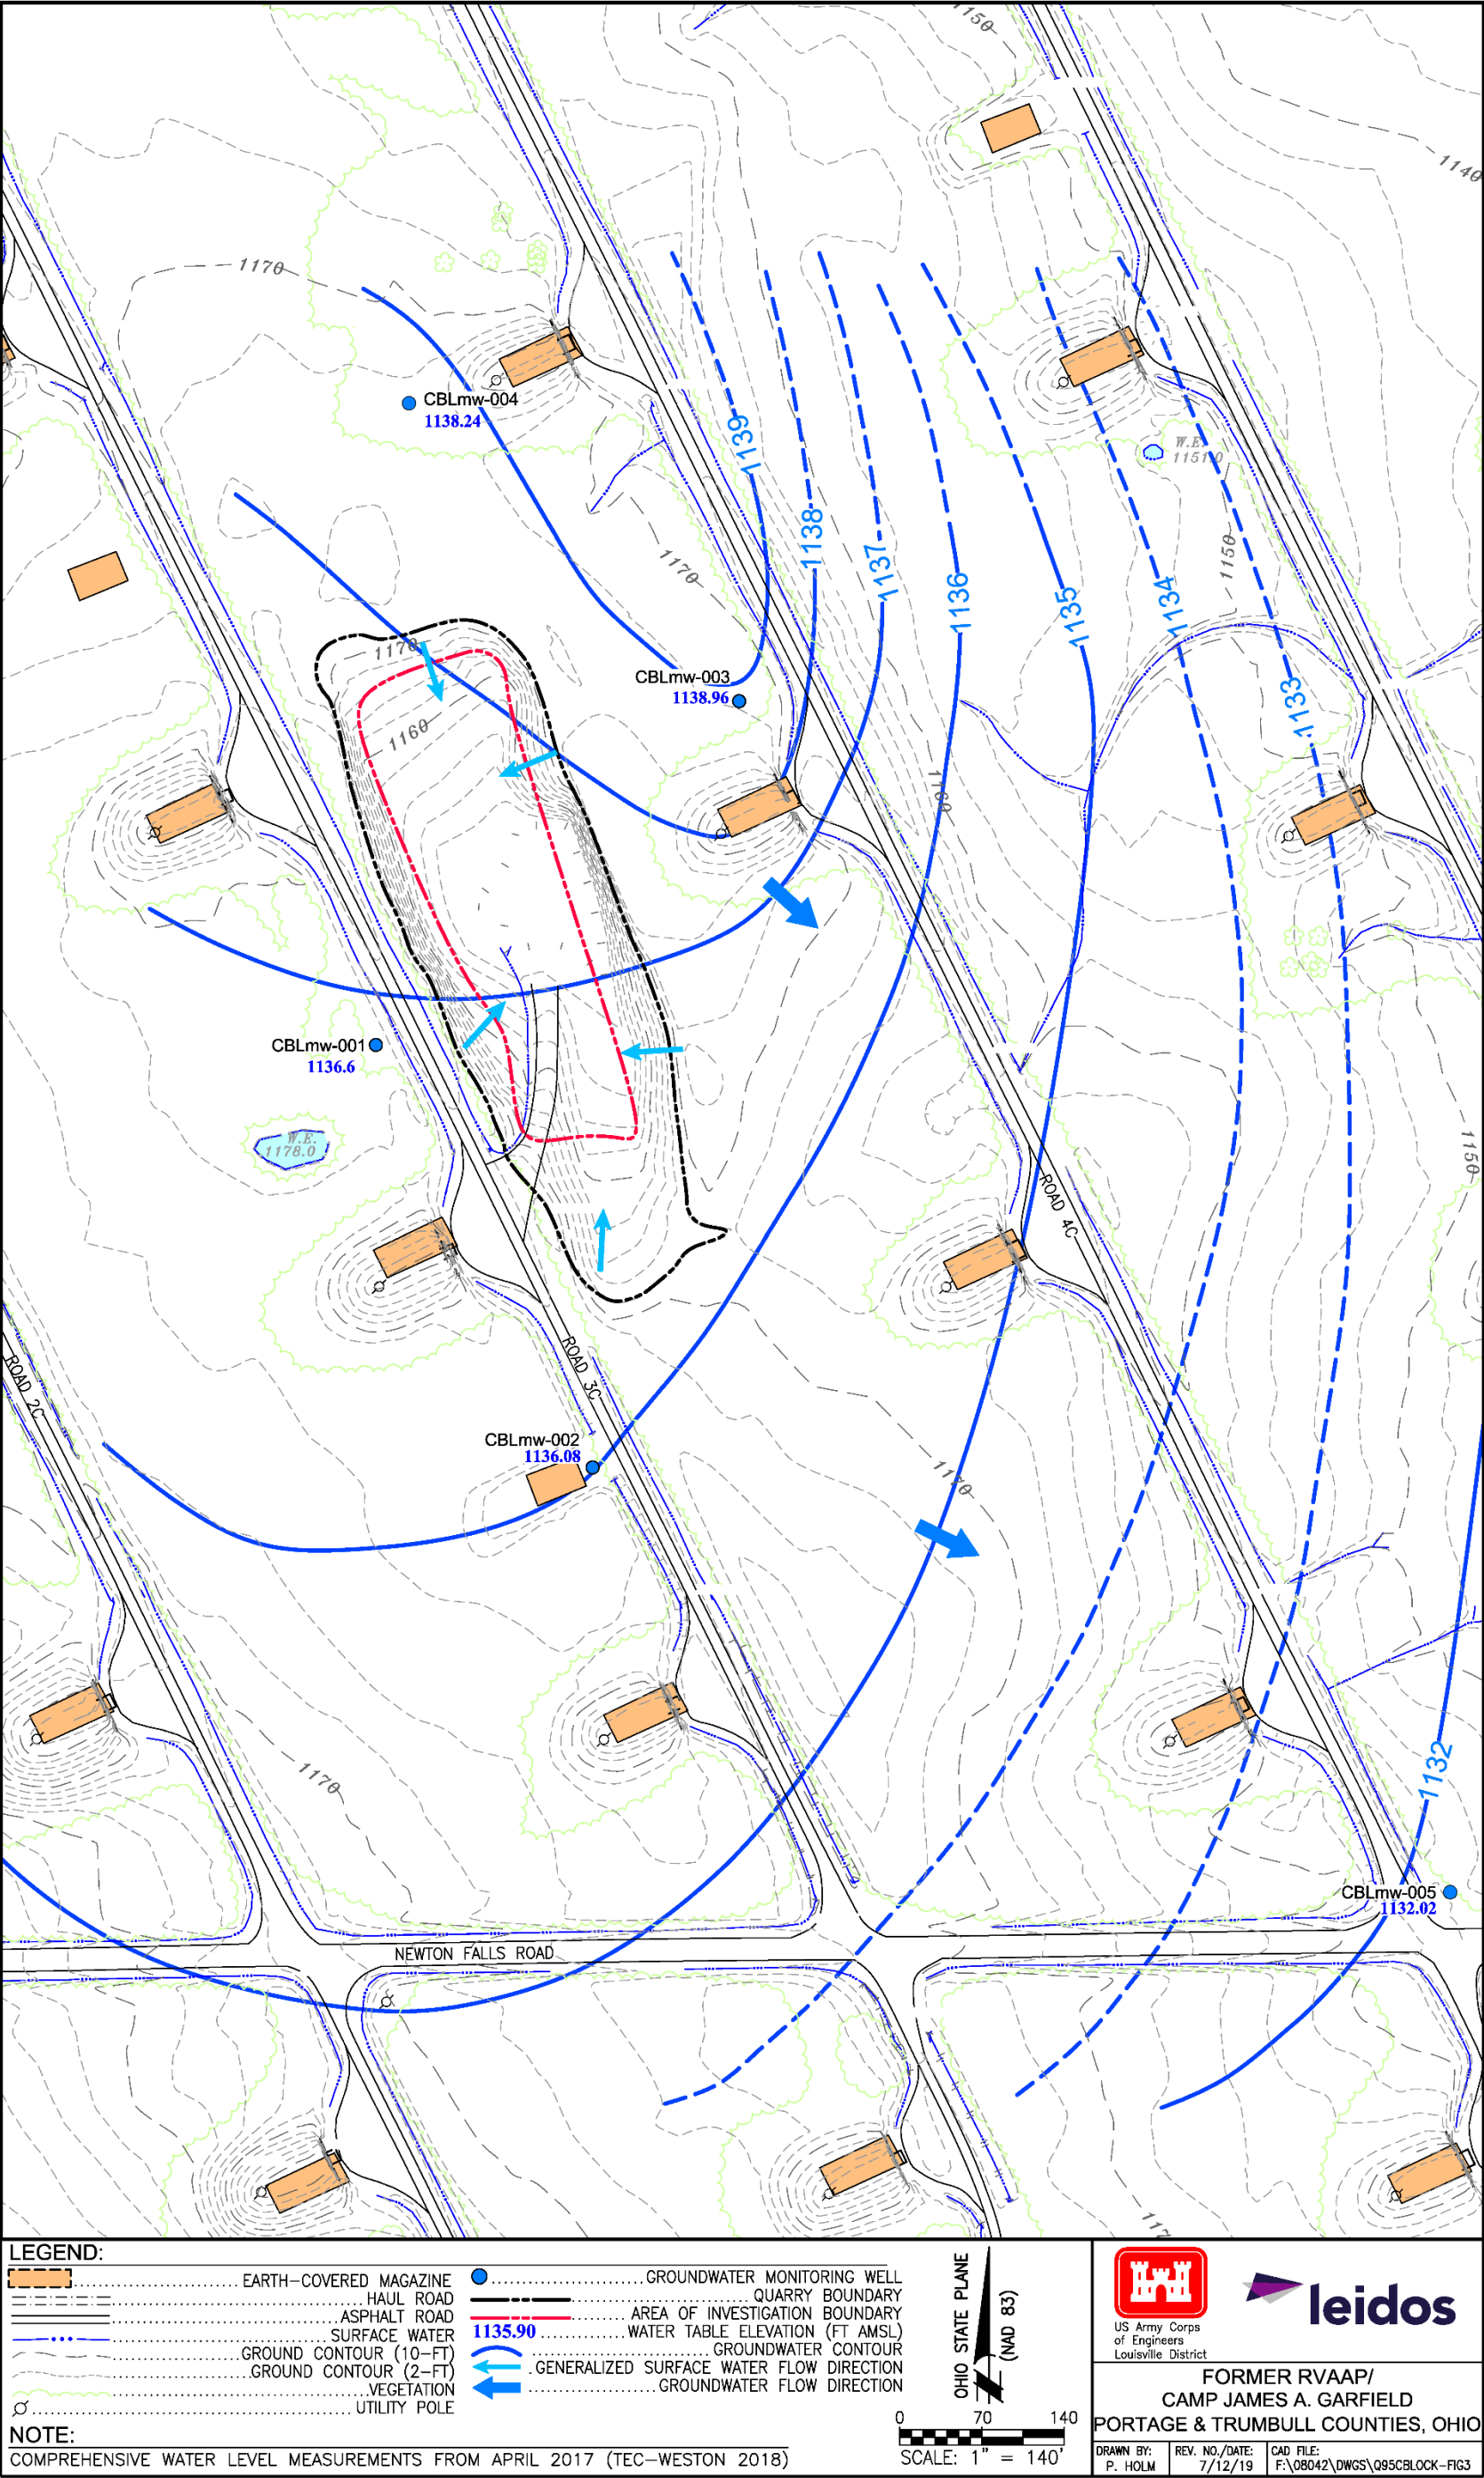 1150
1140
1170
CBLmw-004
1138.24
1139
W.E.
1151.0
1138
1170
1137
1150
1136
1135
1134
1170
CBLmw-003
1138.96
1133
1160
1160
CBLmw-001
1136.6
W.E.
1178.0
1150
ROAD 4C
ROAD 3C
ROAD 2C
CBLmw-002
1136.08
1170
1132
1170
CBLmw-005
1132.02
NEWTON FALLS ROAD
LEGEND:
EARTH-COVERED MAGAZINE
HAUL ROAD
ASPHALT ROAD
SURFACE WATER
GROUND CONTOUR (10-FT)
GROUND CONTOUR (2-FT)
VEGETATION
UTILITY POLE
GROUNDWATER MONITORING WELL
QUARRY BOUNDARY
AREA OF INVESTIGATION BOUNDARY
1135.90 WATER TABLE ELEVATION (FT AMSL)
GROUNDWATER CONTOUR
GENERALIZED SURFACE WATER FLOW DIRECTION
GROUNDWATER FLOW DIRECTION
NOTE:
COMPREHENSIVE WATER LEVEL MEASUREMENTS FROM APRIL 2017 (TEC-WESTON 2018)
OHIO STATE PLANE
(NAD 83)
0 70 140
SCALE: 1" = 140'
US Army Corps
of Engineers
Louisville District
leidos
FORMER RVAAP/
CAMP JAMES A. GARFIELD
PORTAGE & TRUMBULL COUNTIES, OHIO
DRAWN BY:
P. HOLM
REV. NO./DATE:
7/12/19
CAD FILE:
F:\08042\DWGS\Q95CBLOCK-FIG3